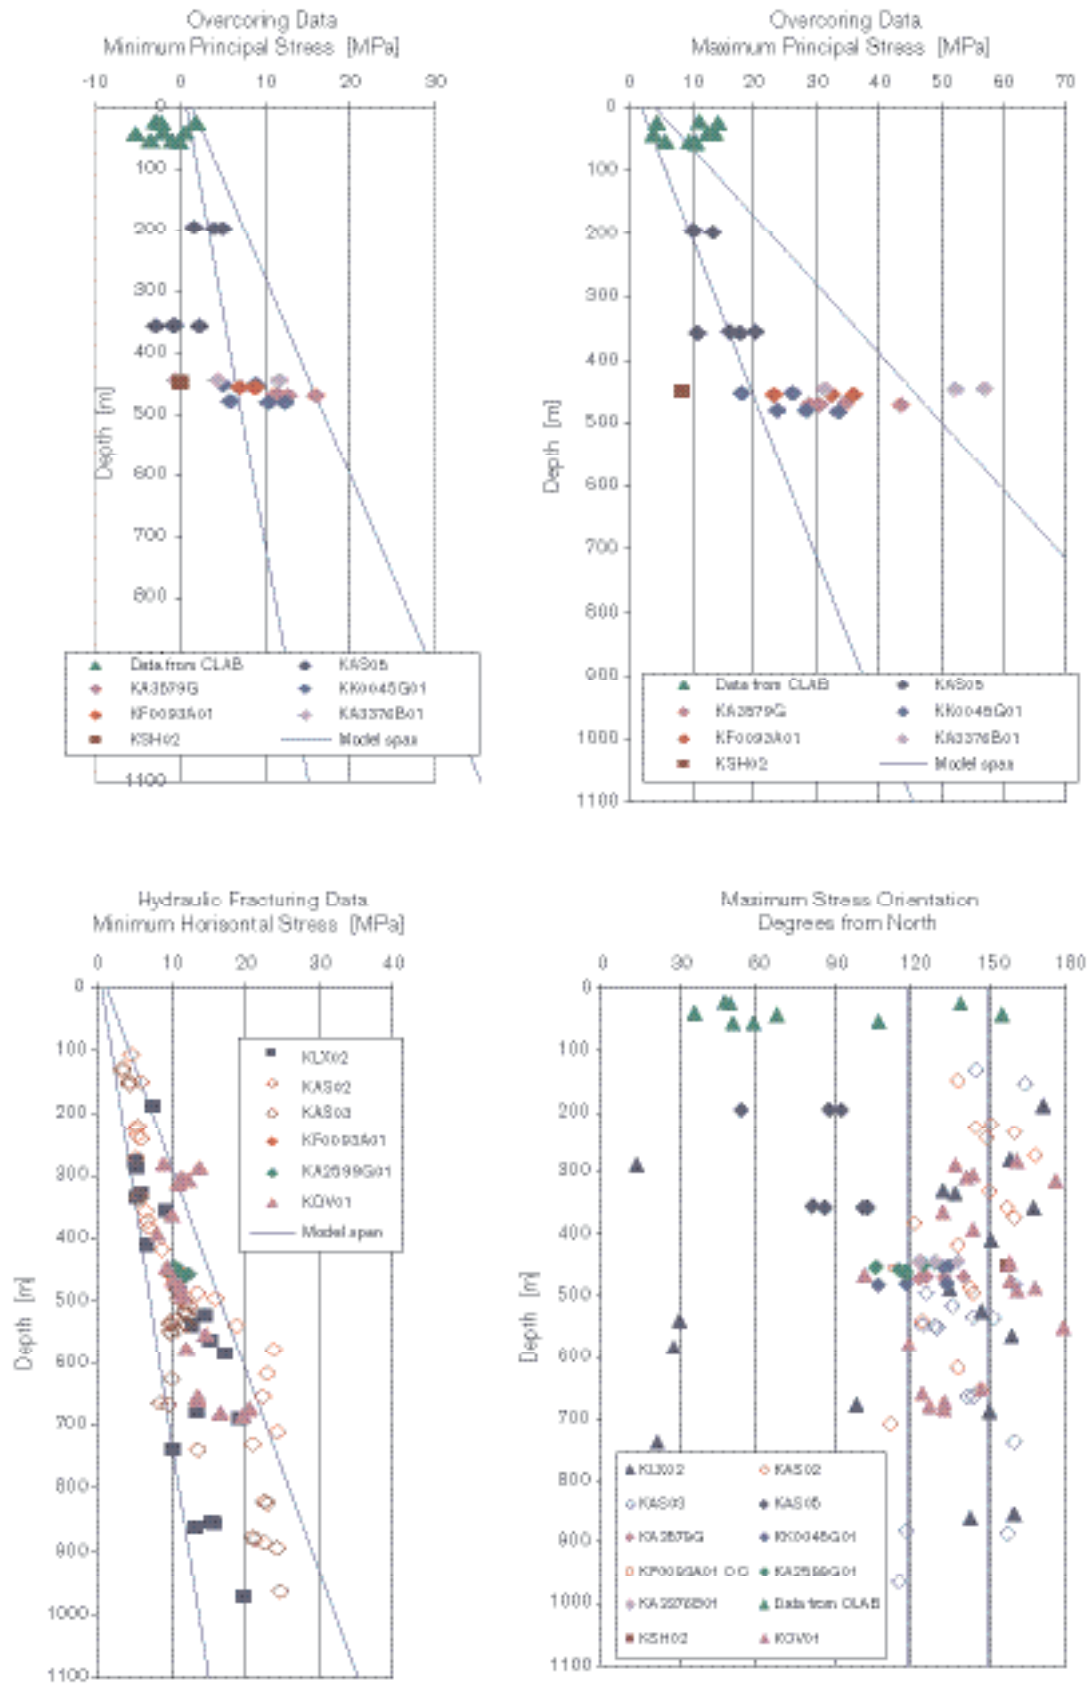 Overcoring Data
Minimum Principal Stress [MPa]
-10 0 10 20 30
0
100
200
300
400
500
600
700
800
1100
Depth [m]
Data from CLAB KAS05
KA3579G KK0045G01
KF0093A01 KA3376B01
KSH02 Model span
Overcoring Data
Maximum Principal Stress [MPa]
0 10 20 30 40 50 60 70
0
100
200
300
400
500
600
700
800
900
1000
1100
Depth [m]
Data from CLAB KAS05
KA3579G KK0045G01
KF0093A01 KA3376B01
KSH02 Model span
Hydraulic Fracturing Data
Minimum Horisontal Stress [MPa]
0 10 20 30 40
0
100
200
300
400
500
600
700
800
900
1000
1100
Depth [m]
KLX02
KAS02
KAS03
KF0093A01
KA2599G01
KOV01
Model span
Maximum Stress Orientation
Degrees from North
0 30 60 90 120 150 180
0
100
200
300
400
500
600
700
800
900
1000
1100
Depth [m]
KLX02 KAS02
KAS03 KAS05
KA3579G KK0045G01
KF0093A01 OC KA2599G01
KA3376B01 Data from CLAB
KSH02 KOV01